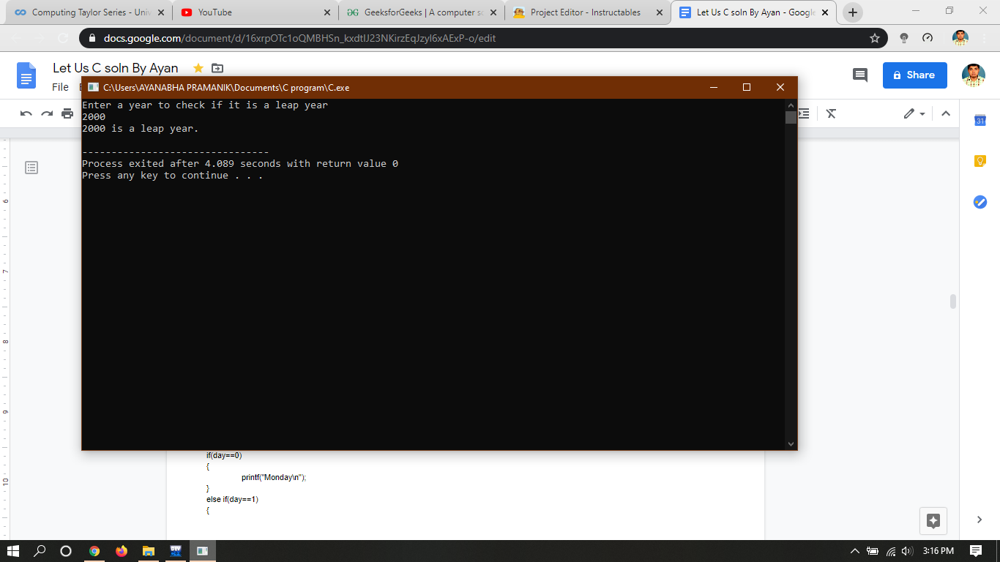 Computing Taylor Series - Univ
YouTube
GeeksforGeeks | A computer sc
Project Editor - Instructables
Let Us C soln By Ayan - Google
docs.google.com/document/d/16xrpOTc1oQMBHSn_kxdtIJ23NKirzEqJzyI6xAExP-o/edit
Let Us C soln By Ayan
File
Share
C:\Users\AYANABHA PRAMANIK\Documents\C program\C.exe
Enter a year to check if it is a leap year
2000
2000 is a leap year.
--------------------------------
Process exited after 4.089 seconds with return value 0
Press any key to continue . . .
31
6
7
8
9
10
if(day==0)
{
printf("Monday\n");
}
else if(day==1)
{
DEV
3:16 PM